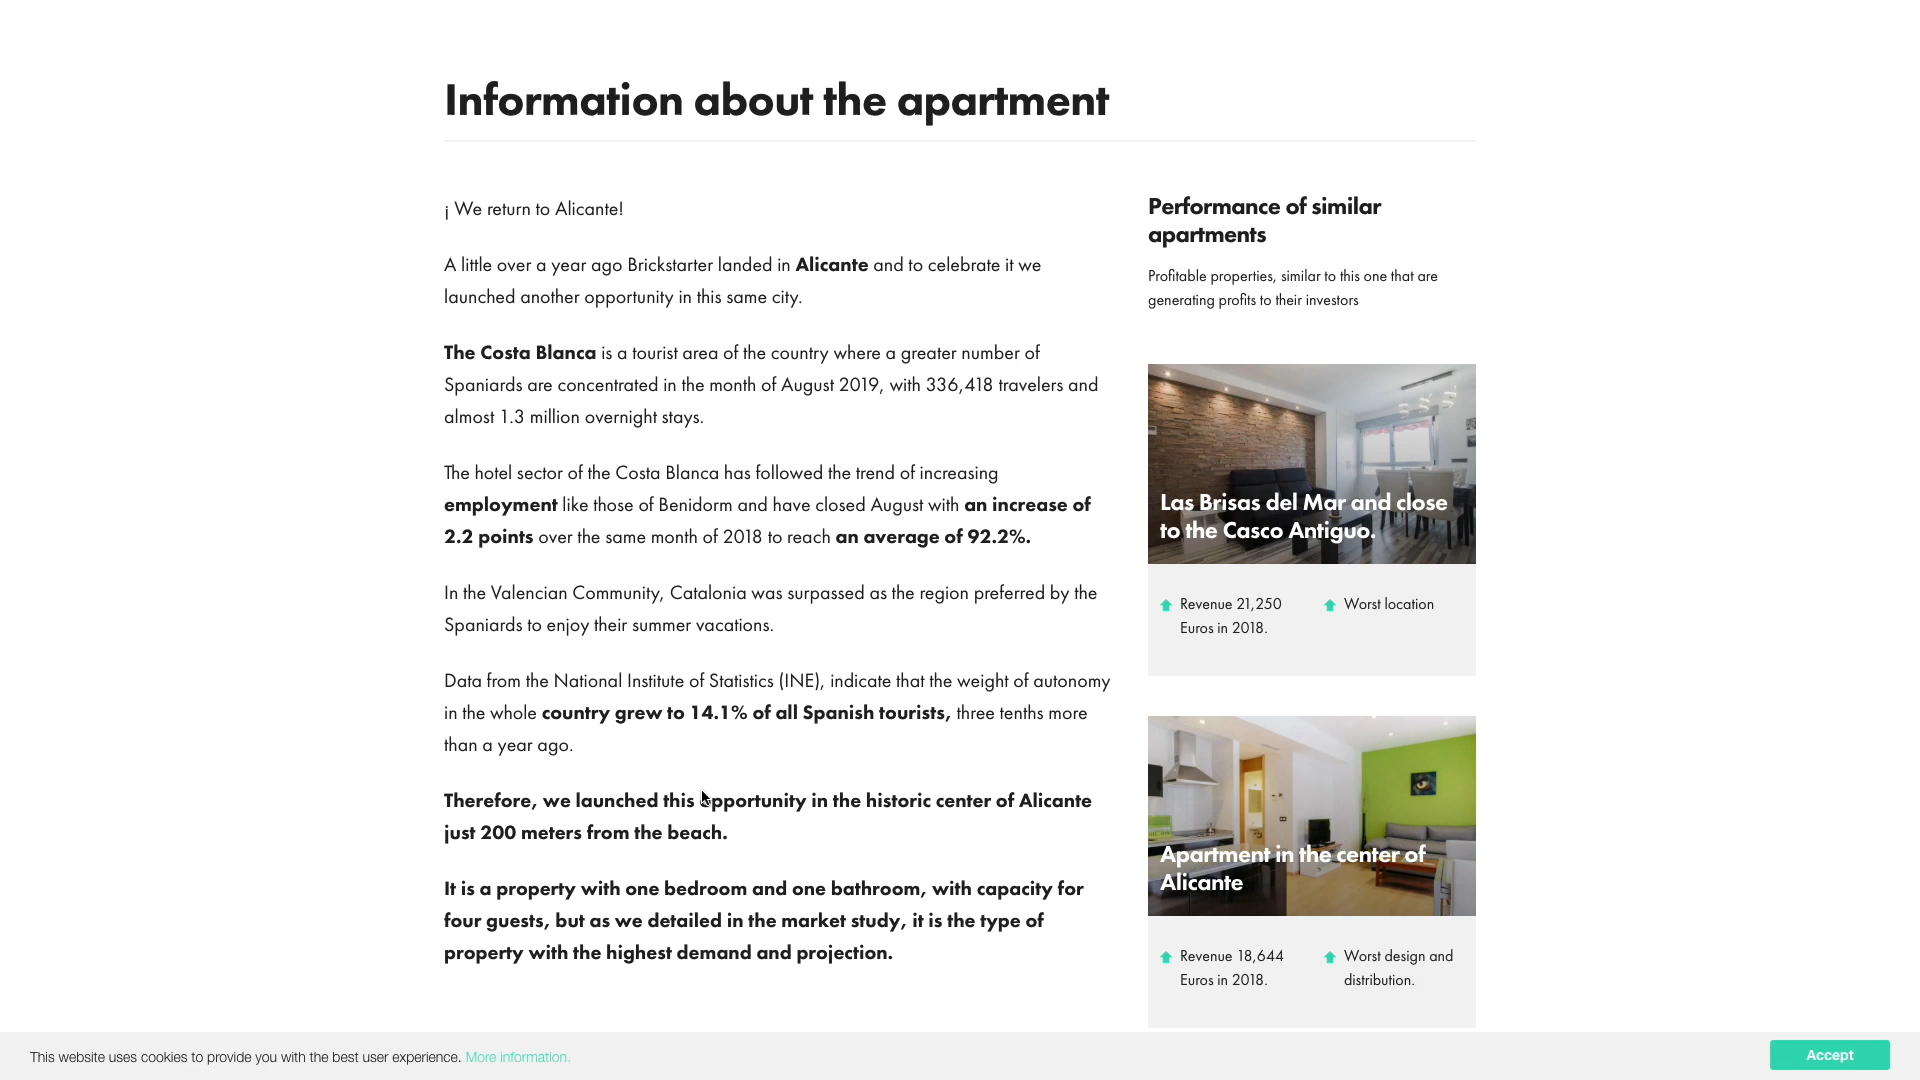 Information about the apartment
¡ We return to Alicante!
A little over a year ago Brickstarter landed in Alicante and to celebrate it we
launched another opportunity in this same city.
The Costa Blanca is a tourist area of the country where a greater number of
Spaniards are concentrated in the month of August 2019, with 336,418 travelers and
almost 1.3 million overnight stays.
The hotel sector of the Costa Blanca has followed the trend of increasing
employment like those of Benidorm and have closed August with an increase of
2.2 points over the same month of 2018 to reach an average of 92.2%.
In the Valencian Community, Catalonia was surpassed as the region preferred by the
Spaniards to enjoy their summer vacations.
Data from the National Institute of Statistics (INE), indicate that the weight of autonomy
in the whole country grew to 14.1% of all Spanish tourists, three tenths more
than a year ago.
Therefore, we launched this opportunity in the historic center of Alicante
just 200 meters from the beach.
It is a property with one bedroom and one bathroom, with capacity for
four guests, but as we detailed in the market study, it is the type of
property with the highest demand and projection.
Performance of similar
apartments
Profitable properties, similar to this one that are
generating profits to their investors
Las Brisas del Mar and close
to the Casco Antiguo.
Revenue 21,250
Euros in 2018.
Worst location
Apartment in the center of
Alicante
Revenue 18,644
Euros in 2018.
Worst design and
distribution.
This website uses cookies to provide you with the best user experience. More information.
Accept